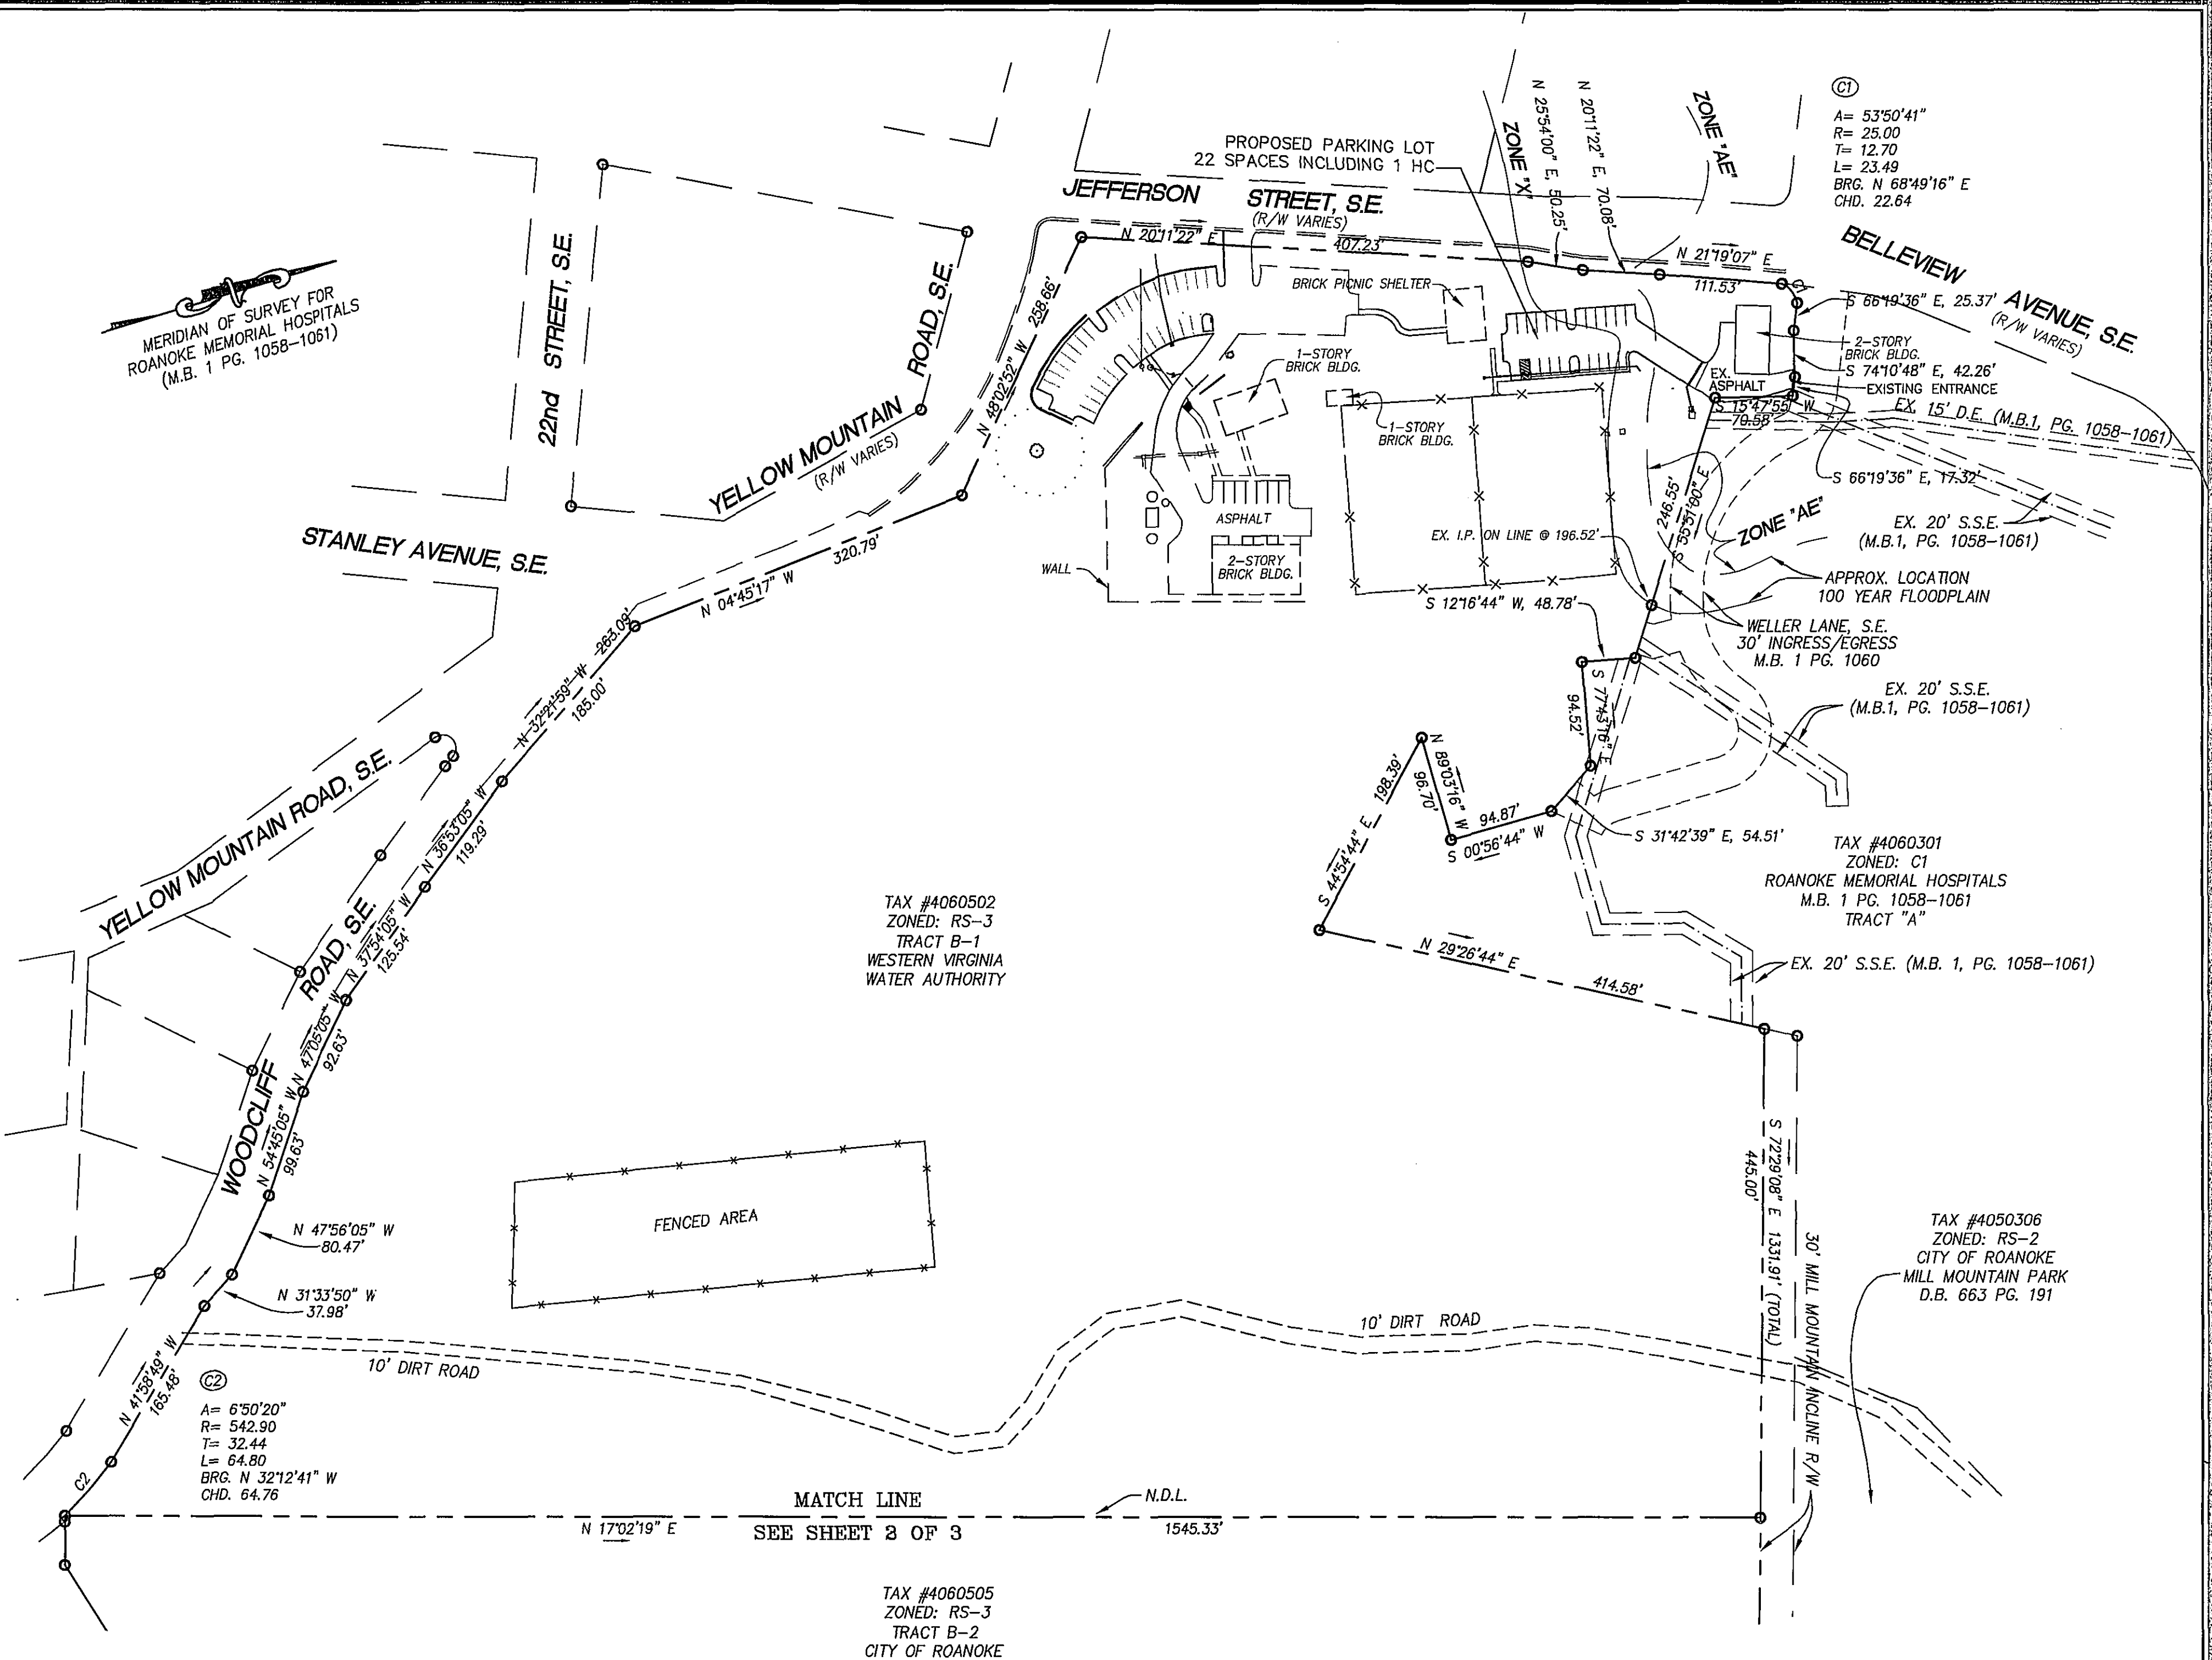 MERIDIAN OF SURVEY FOR
ROANOKE MEMORIAL HOSPITALS
(M.B. 1 PG. 1058-1061)
22nd STREET, S.E.
STANLEY AVENUE, S.E.
YELLOW MOUNTAIN ROAD, S.E.
(R/W VARIES)
JEFFERSON STREET, S.E.
(R/W VARIES)
PROPOSED PARKING LOT
22 SPACES INCLUDING 1 HC
ZONE "X"
N 25°54'00" E, 50.25'
N 20°11'22" E, 70.08'
ZONE "AE"
C1
A= 53°50'41"
R= 25.00
T= 12.70
L= 23.49
BRG. N 68°49'16" E
CHD. 22.64
BELLEVIEW AVENUE, S.E.
(R/W VARIES)
N 20°11'22" E
407.23'
N 21°19'07" E
111.53'
S 66°19'36" E, 25.37'
2-STORY
BRICK BLDG.
S 74°10'48" E, 42.26'
EXISTING ENTRANCE
EX.
ASPHALT
S 15°47'55" W
70.58'
EX. 15' D.E. (M.B.1, PG. 1058-1061)
S 66°19'36" E, 17.32'
EX. 20' S.S.E.
(M.B.1, PG. 1058-1061)
ZONE "AE"
APPROX. LOCATION
100 YEAR FLOODPLAIN
WELLER LANE, S.E.
30' INGRESS/EGRESS
M.B. 1 PG. 1060
EX. 20' S.S.E.
(M.B.1, PG. 1058-1061)
BRICK PICNIC SHELTER
1-STORY
BRICK BLDG.
1-STORY
BRICK BLDG.
ASPHALT
2-STORY
BRICK BLDG.
WALL
EX. I.P. ON LINE @ 196.52'
246.55'
S 55°51'00" E
S 12°16'44" W, 48.78'
S 77°43'16" E
94.52'
S 31°42'39" E, 54.51'
94.87'
S 00°56'44" W
N 89°03'16" W
96.70'
S 44°54'44" E 198.39'
N 29°26'44" E
414.58'
N 48°02'52" W 258.66'
N 04°45'17" W 320.79'
N 32°21'59" W 263.09'
185.00'
N 36°53'05" W
119.29'
N 37°54'05" W
125.54'
N 47°05'05" W
92.63'
N 54°45'05" W
99.63'
N 47°56'05" W
80.47'
N 31°33'50" W
37.98'
N 41°58'49" W
165.48'
C2
YELLOW MOUNTAIN ROAD, S.E.
WOODCLIFF ROAD, S.E.
C2
A= 6°50'20"
R= 542.90
T= 32.44
L= 64.80
BRG. N 32°12'41" W
CHD. 64.76
TAX #4060502
ZONED: RS-3
TRACT B-1
WESTERN VIRGINIA
WATER AUTHORITY
TAX #4060301
ZONED: C1
ROANOKE MEMORIAL HOSPITALS
M.B. 1 PG. 1058-1061
TRACT "A"
EX. 20' S.S.E. (M.B. 1, PG. 1058-1061)
S 72°29'08" E 1331.91' (TOTAL)
445.00'
30' MILL MOUNTAIN INCLINE R/W
TAX #4050306
ZONED: RS-2
CITY OF ROANOKE
MILL MOUNTAIN PARK
D.B. 663 PG. 191
FENCED AREA
10' DIRT ROAD
10' DIRT ROAD
MATCH LINE
N.D.L.
N 17°02'19" E
SEE SHEET 2 OF 3
1545.33'
TAX #4060505
ZONED: RS-3
TRACT B-2
CITY OF ROANOKE